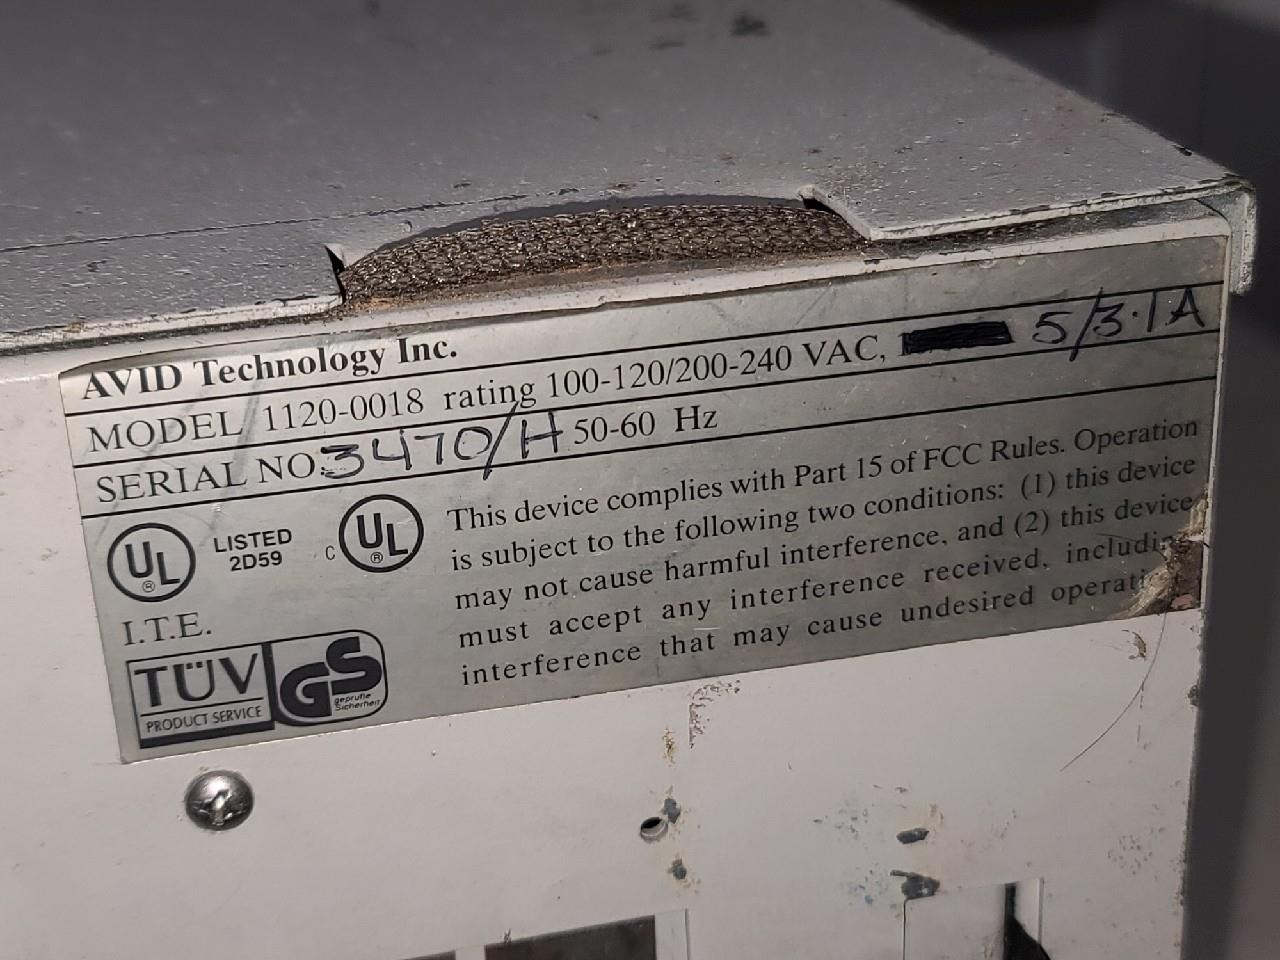 AVID Technology Inc.
MODEL 1120-0018 rating 100-120/200-240 VAC, 5/3.1A
SERIAL NO: 3470/H 50-60 Hz
UL ®
LISTED
2D59
C UL ®
I.T.E.
TÜV
PRODUCT SERVICE
GS
geprüfte
Sicherheit
This device complies with Part 15 of FCC Rules. Operation
is subject to the following two conditions: (1) this device
may not cause harmful interference, and (2) this device
must accept any interference received, includi
interference that may cause undesired operati